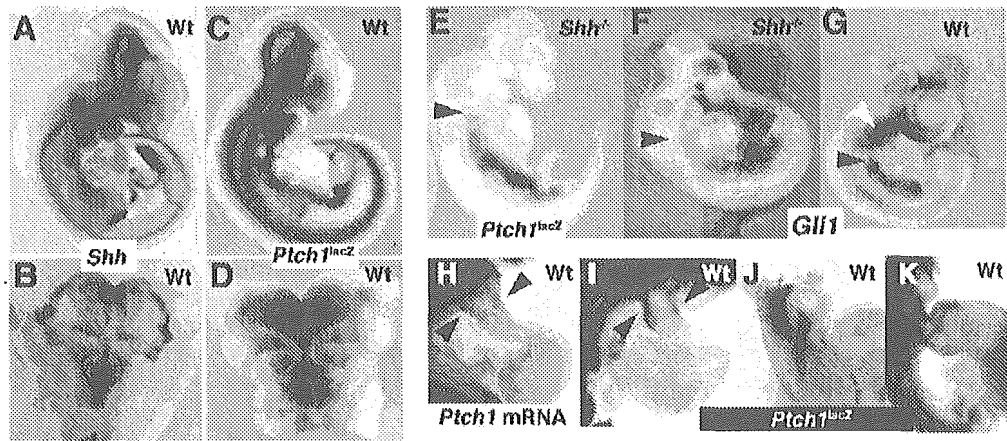 A Wt
C Wt
E Shh-/-
F Shh-/-
G Wt
Shh
Ptch1lacZ
Ptch1lacZ
Gli1
B Wt
D Wt
H Wt
I Wt
J Wt
K Wt
Ptch1 mRNA
Ptch1lacZ